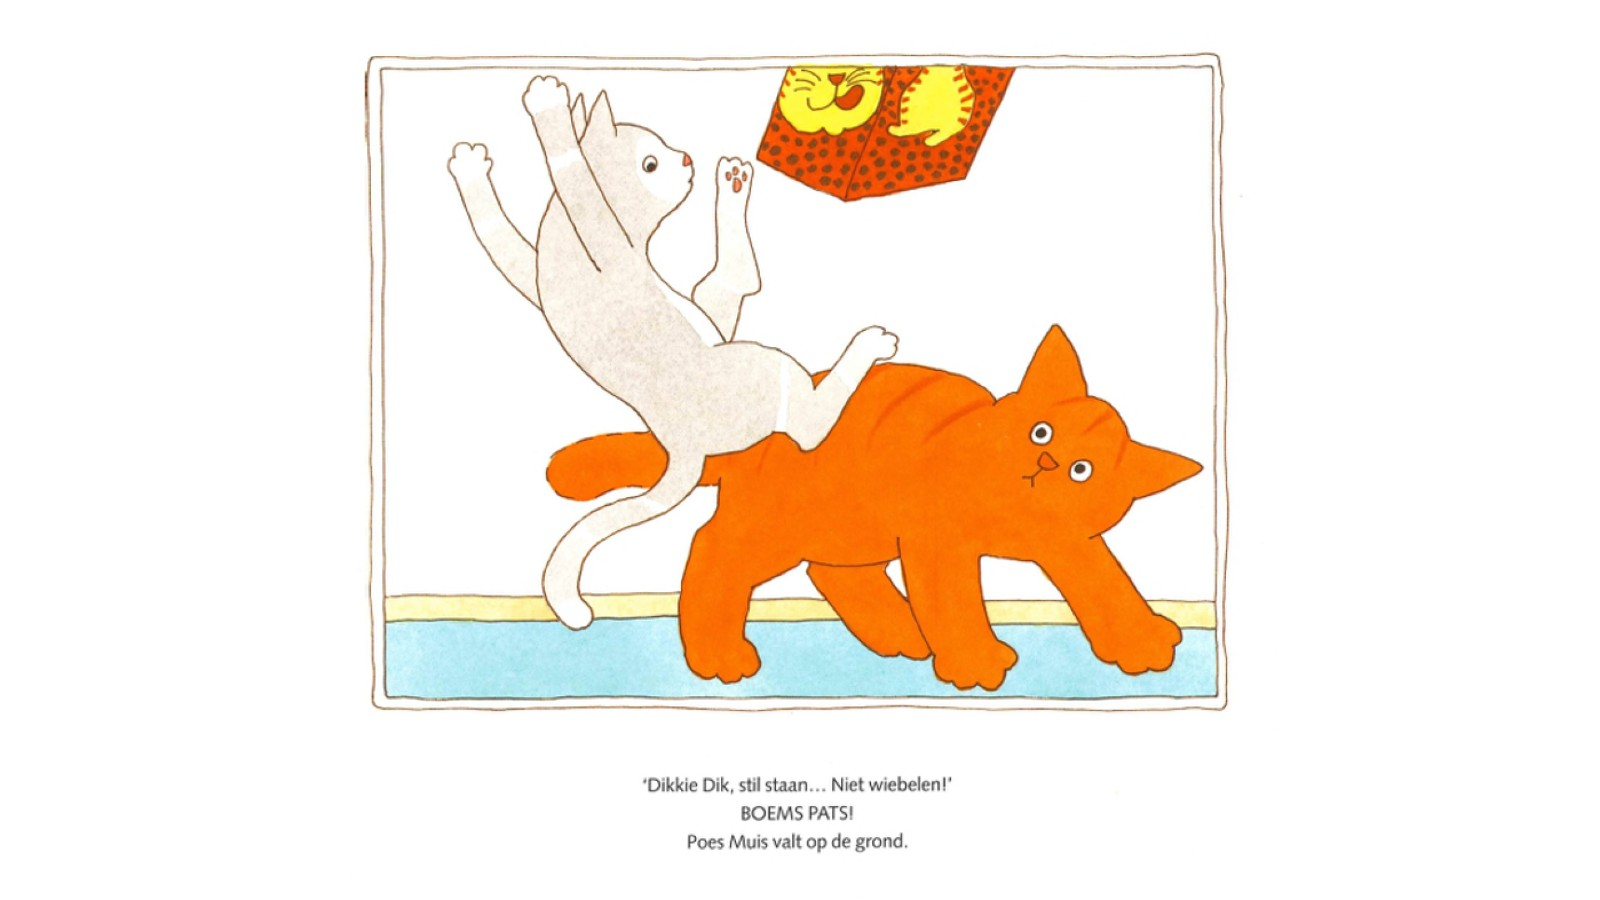 ‘Dikkie Dik, stil staan... Niet wiebelen!’
BOEMS PATS!
Poes Muis valt op de grond.